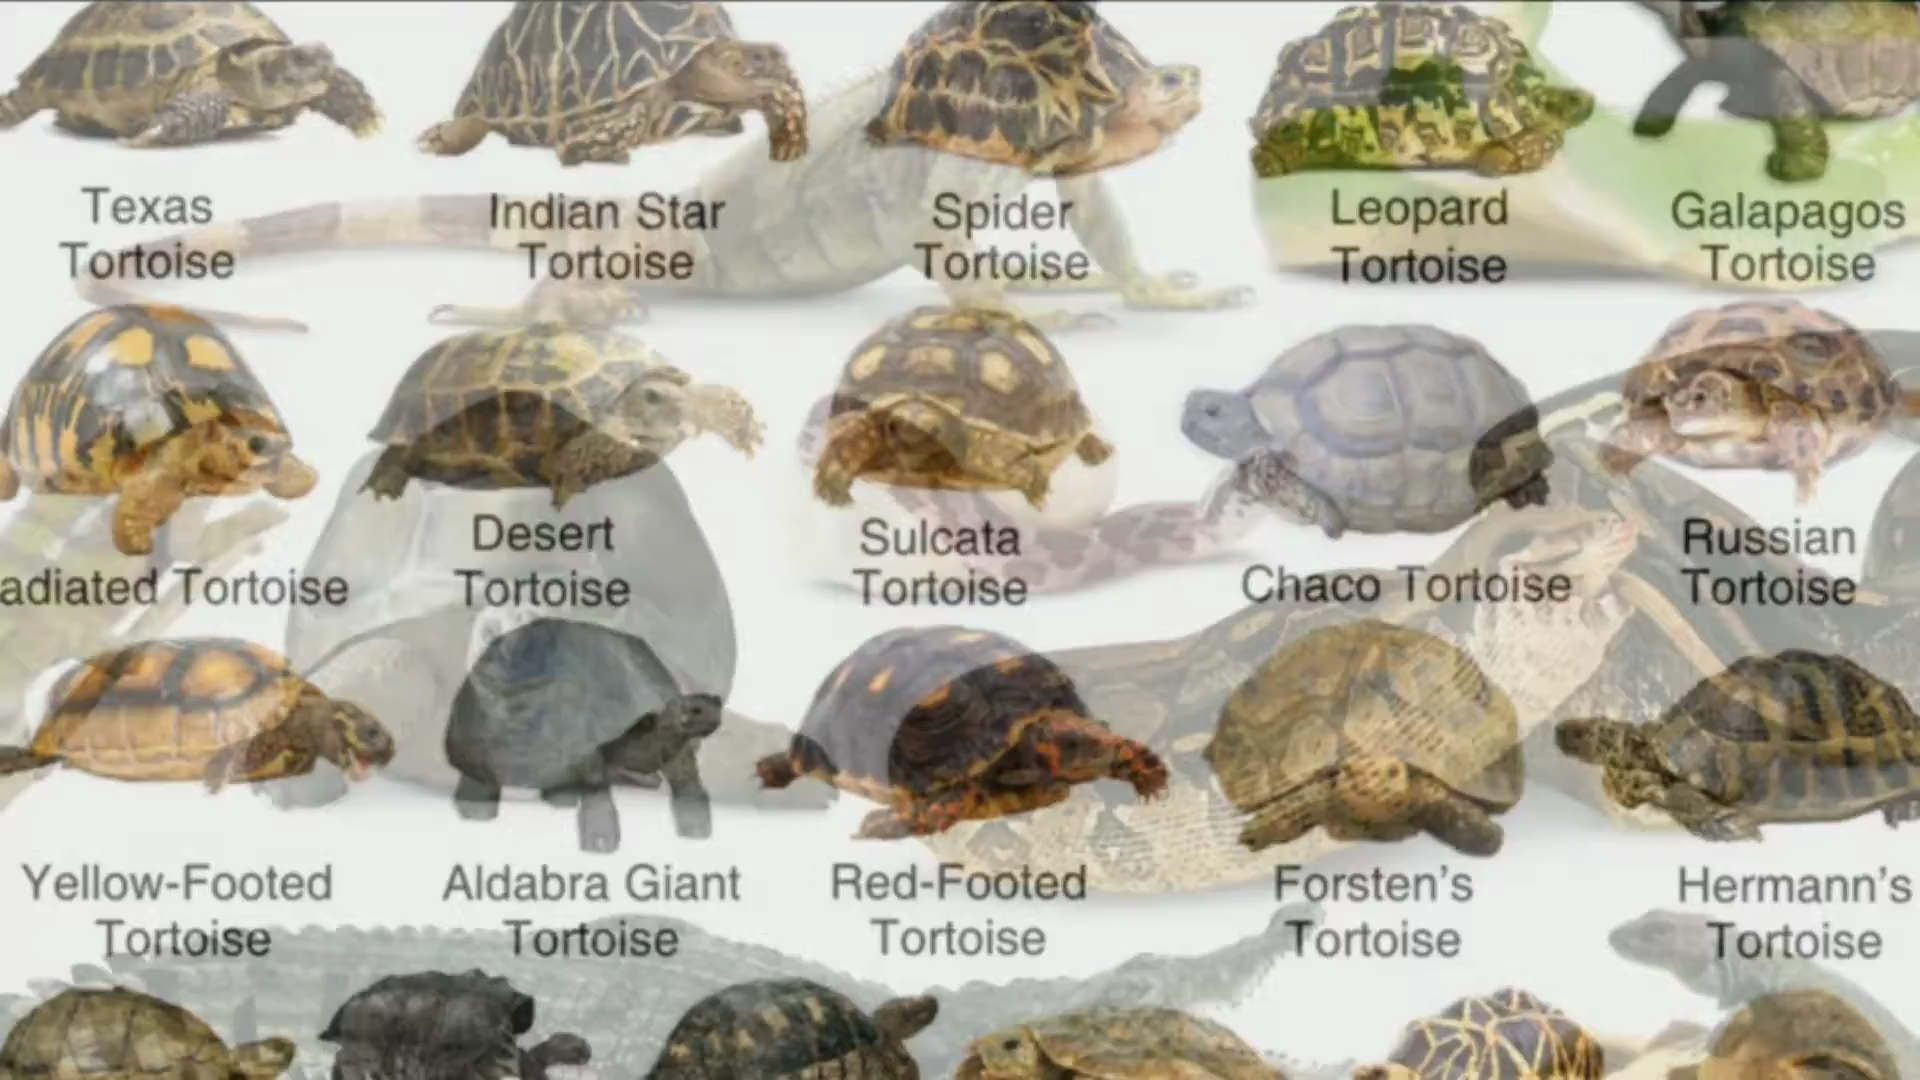 Texas
Tortoise
Indian Star
Tortoise
Spider
Tortoise
Leopard
Tortoise
Galapagos
Tortoise
adiated Tortoise
Desert
Tortoise
Sulcata
Tortoise
Chaco Tortoise
Russian
Tortoise
Yellow-Footed
Tortoise
Aldabra Giant
Tortoise
Red-Footed
Tortoise
Forsten’s
Tortoise
Hermann’s
Tortoise